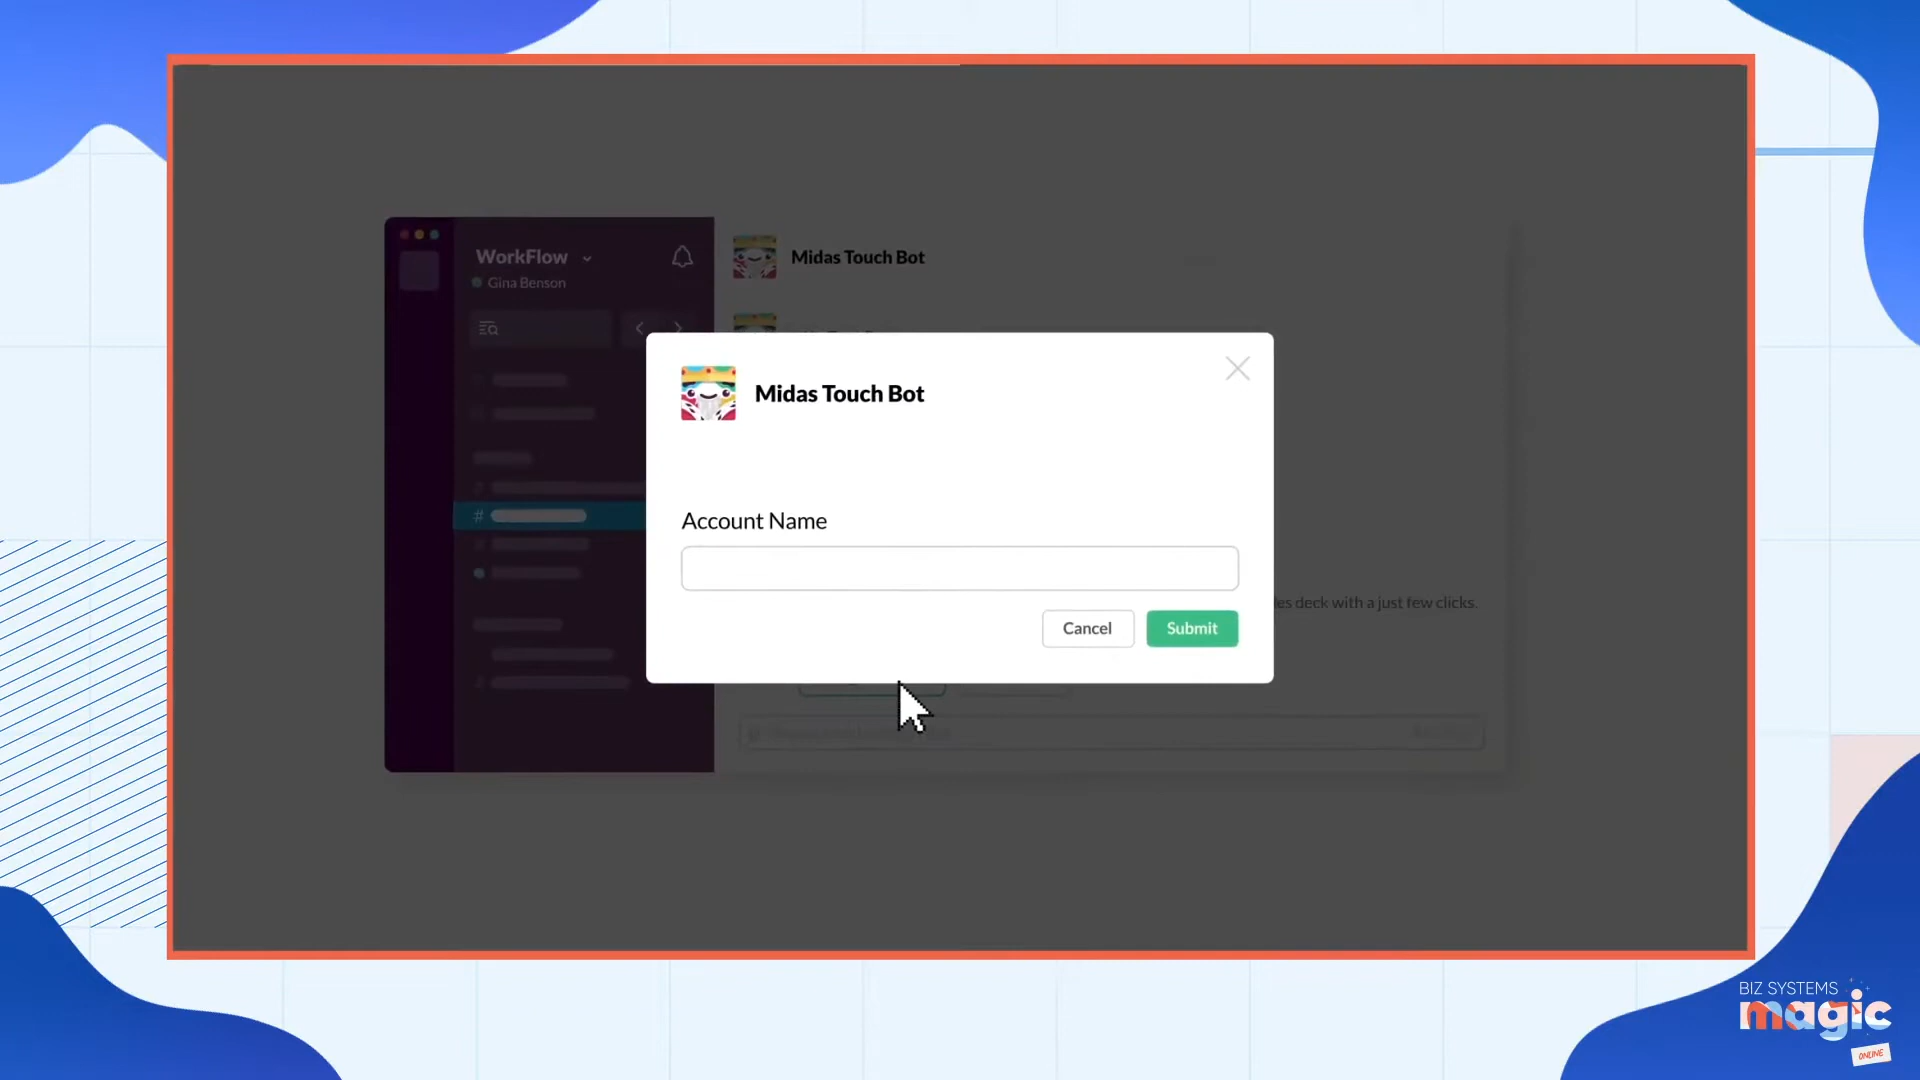 WorkFlow
Gina Benson
Midas Touch Bot
Midas Touch Bot
Account Name
deck with a just few clicks.
Cancel
Submit
BIZ SYSTEMS
magic
ONLINE